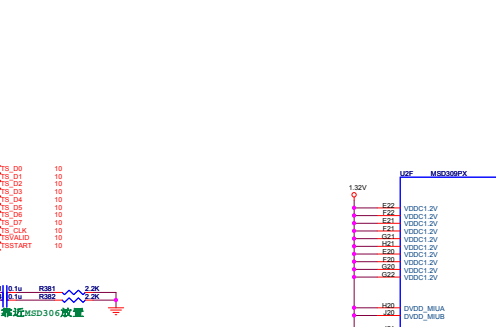 TS_D0 10
TS_D1 10
TS_D2 10
TS_D3 10
TS_D4 10
TS_D5 10
TS_D6 10
TS_D7 10
TS_CLK 10
TSVALID 10
TSSTART 10
0.1u R381 2.2K
0.1u R382 2.2K
靠近MSD306放置
U2F MSD309PX
1.32V
E22 VDDC1.2V
F22 VDDC1.2V
E21 VDDC1.2V
F21 VDDC1.2V
G21 VDDC1.2V
H21 VDDC1.2V
E20 VDDC1.2V
F20 VDDC1.2V
G20 VDDC1.2V
G22 VDDC1.2V
H20 DVDD_MIUA
J20 DVDD_MIUB